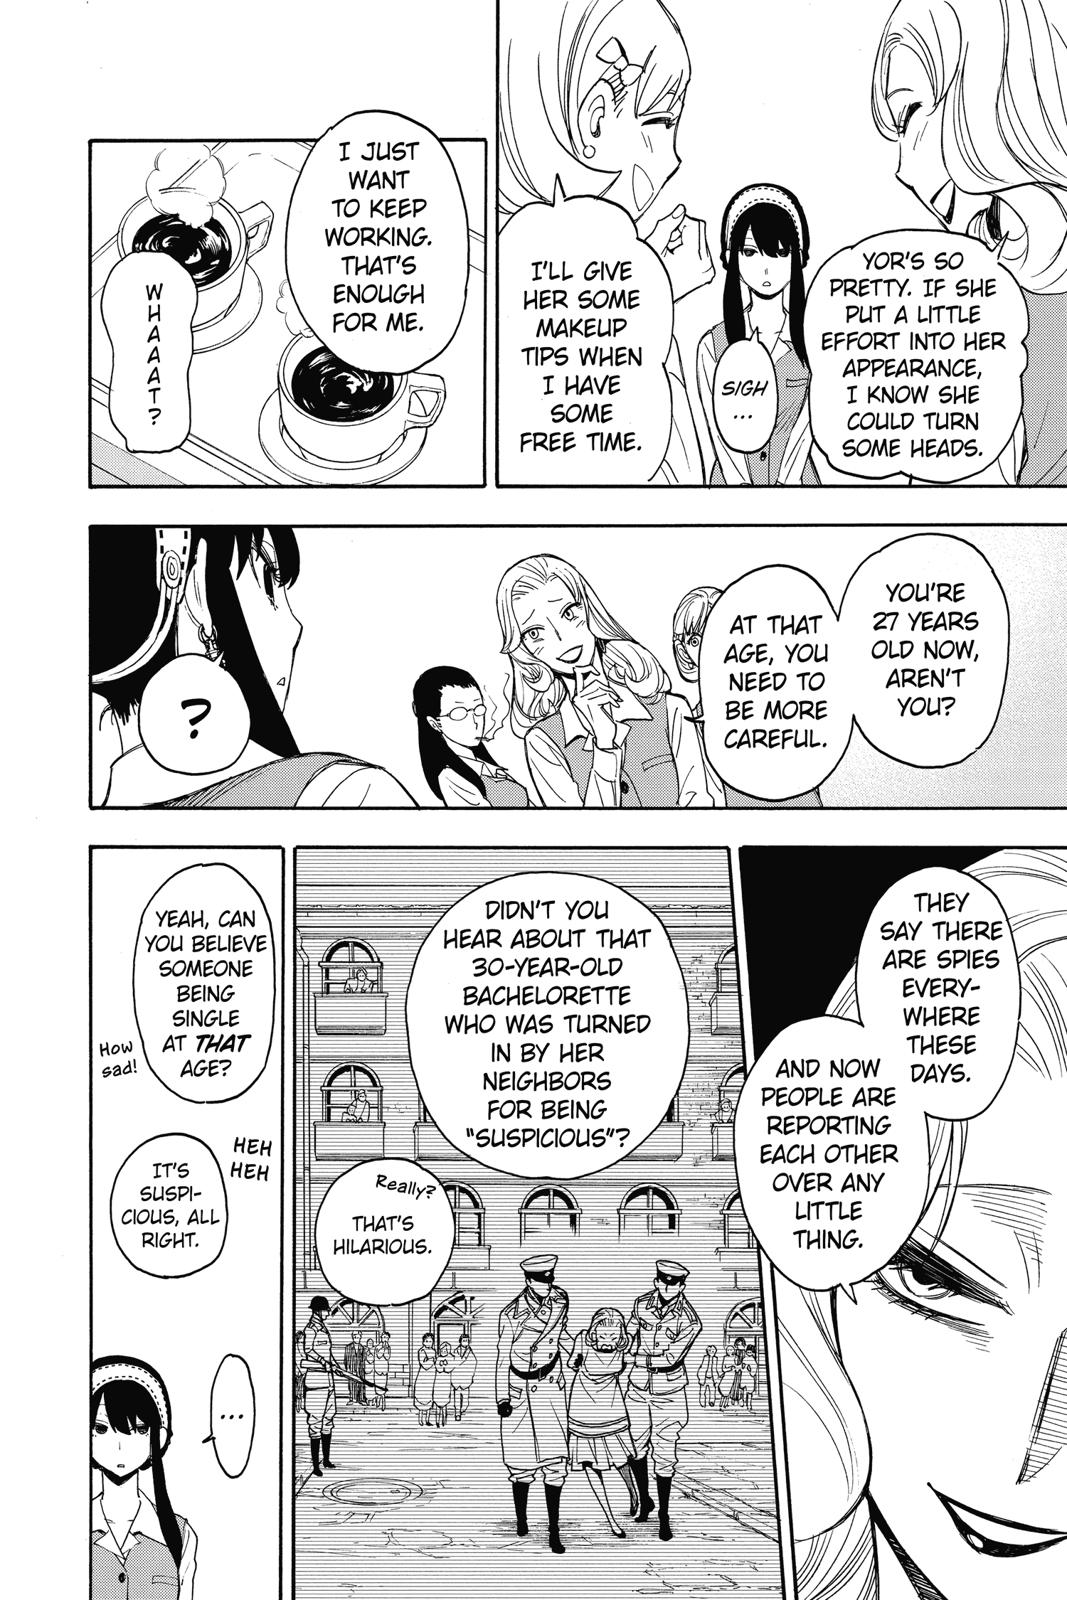 YOR'S SO
PRETTY. IF SHE
PUT A LITTLE
EFFORT INTO HER
APPEARANCE,
I KNOW SHE
COULD TURN
SOME HEADS.
SIGH
...
I'LL GIVE
HER SOME
MAKEUP
TIPS WHEN
I HAVE
SOME
FREE TIME.
I JUST
WANT
TO KEEP
WORKING.
THAT'S
ENOUGH
FOR ME.
WHAAAT?
YOU'RE
27 YEARS
OLD NOW,
AREN'T
YOU?
AT THAT
AGE, YOU
NEED TO
BE MORE
CAREFUL.
?
THEY
SAY THERE
ARE SPIES
EVERY-
WHERE
THESE
DAYS.
AND NOW
PEOPLE ARE
REPORTING
EACH OTHER
OVER ANY
LITTLE
THING.
DIDN'T YOU
HEAR ABOUT THAT
30-YEAR-OLD
BACHELORETTE
WHO WAS TURNED
IN BY HER
NEIGHBORS
FOR BEING
"SUSPICIOUS"?
Really?
THAT'S
HILARIOUS.
YEAH, CAN
YOU BELIEVE
SOMEONE
BEING
SINGLE
AT THAT
AGE?
How
sad!
HEH
HEH
IT'S
SUSPI-
CIOUS, ALL
RIGHT.
...